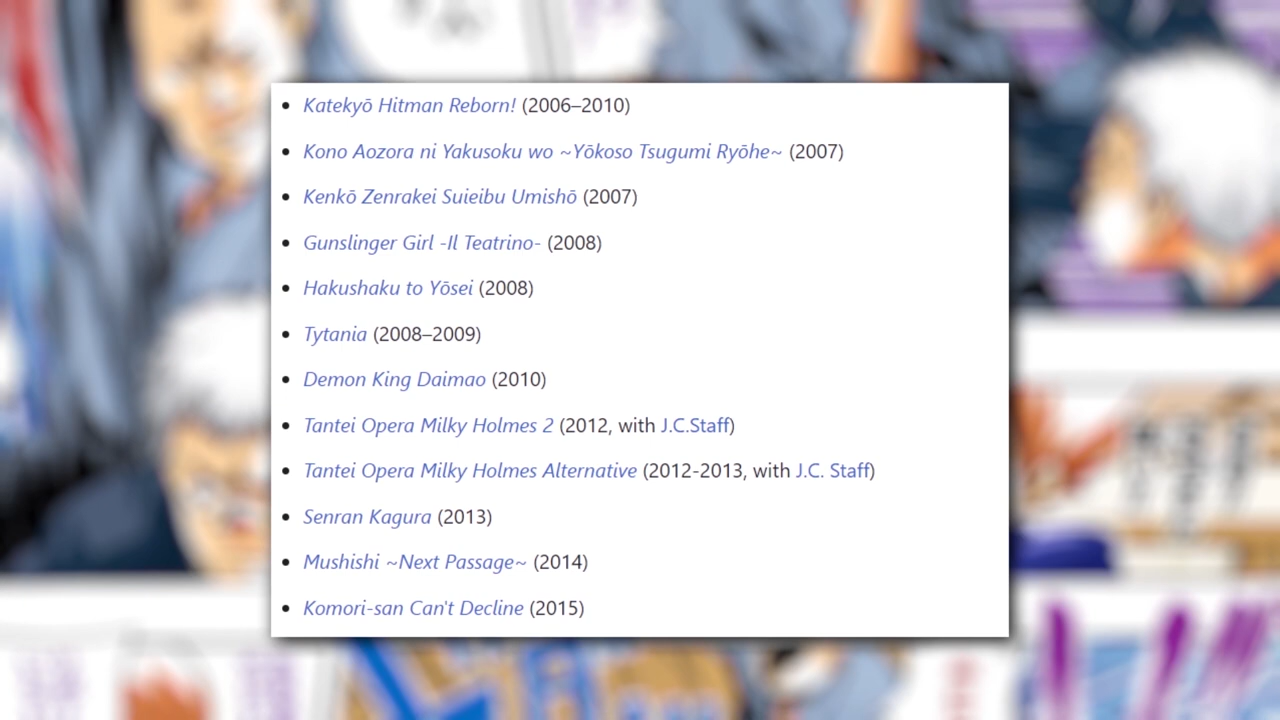 Katekyō Hitman Reborn! (2006–2010)
Kono Aozora ni Yakusoku wo ~Yōkoso Tsugumi Ryōhe~ (2007)
Kenkō Zenrakei Suieibu Umishō (2007)
Gunslinger Girl -Il Teatrino- (2008)
Hakushaku to Yōsei (2008)
Tytania (2008–2009)
Demon King Daimao (2010)
Tantei Opera Milky Holmes 2 (2012, with J.C.Staff)
Tantei Opera Milky Holmes Alternative (2012-2013, with J.C. Staff)
Senran Kagura (2013)
Mushishi ~Next Passage~ (2014)
Komori-san Can't Decline (2015)